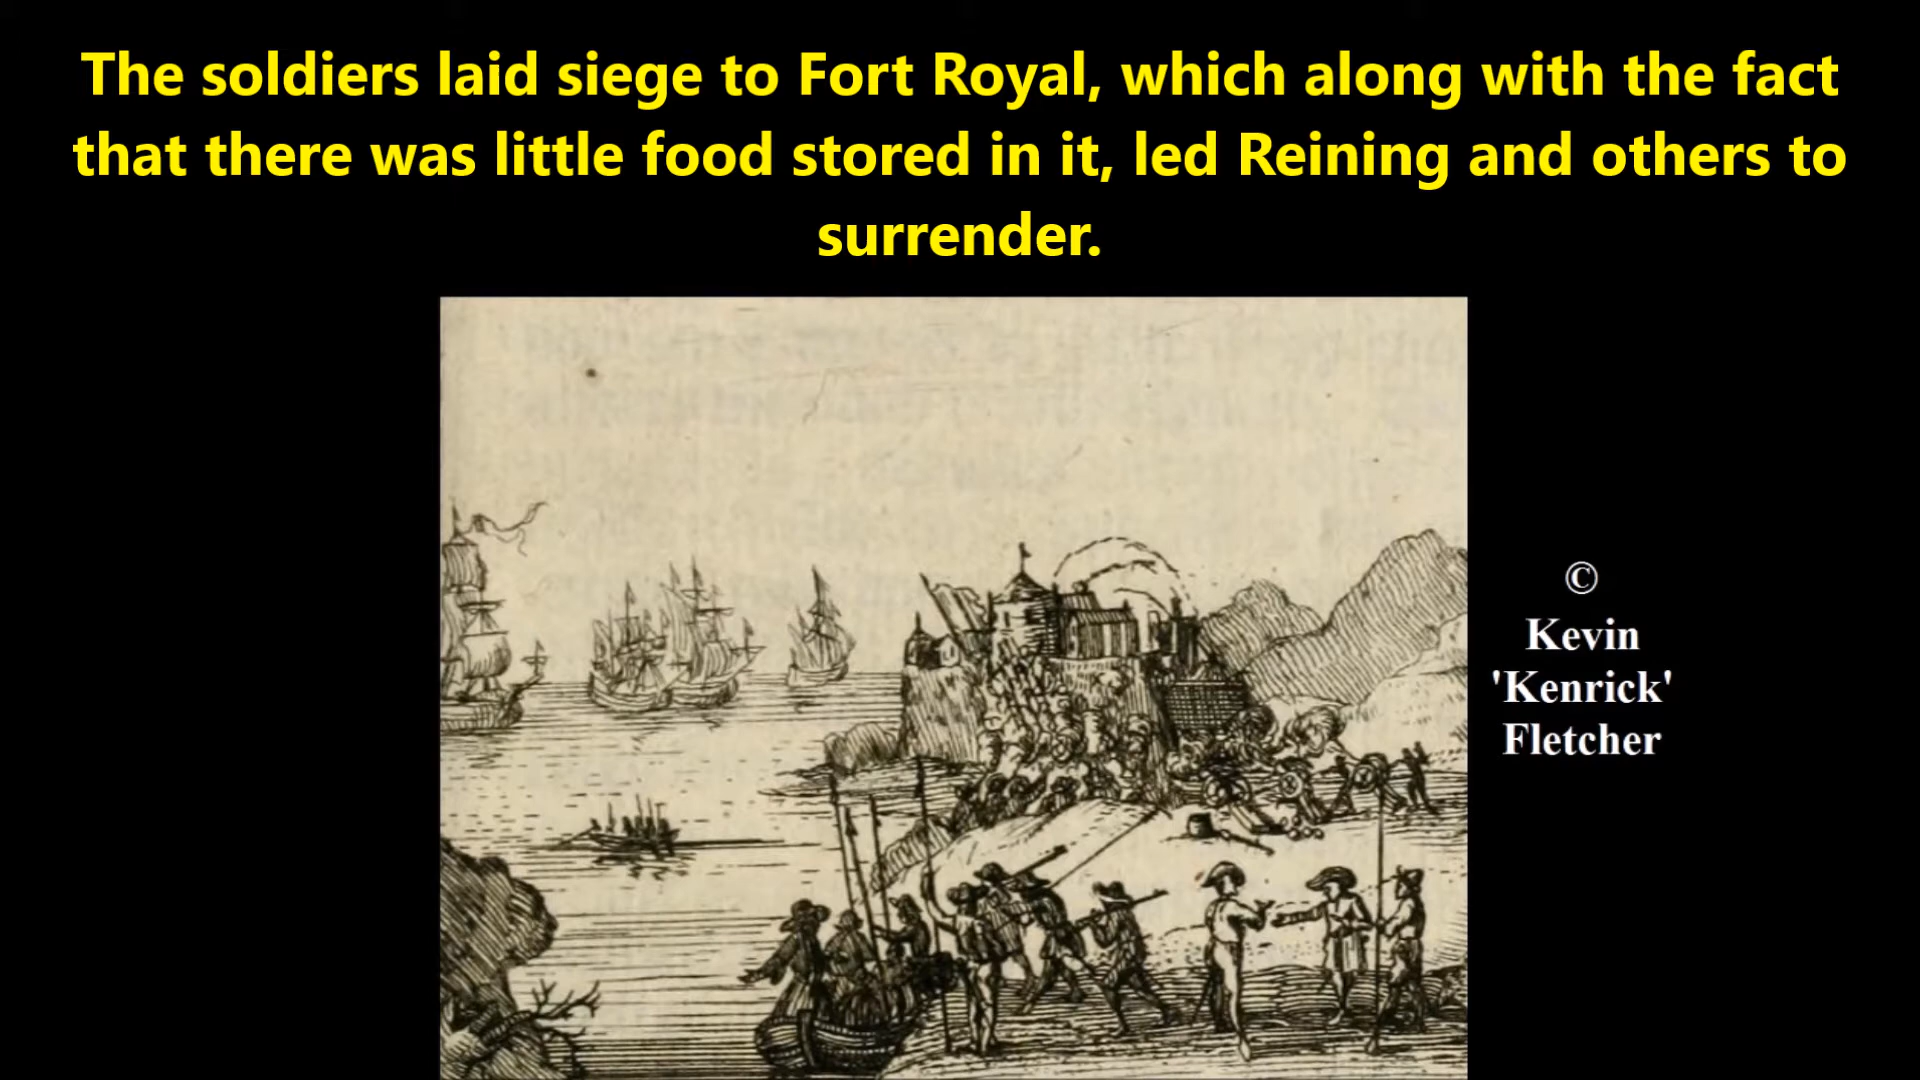 The soldiers laid siege to Fort Royal, which along with the fact
that there was little food stored in it, led Reining and others to
surrender.
©
Kevin
'Kenrick'
Fletcher